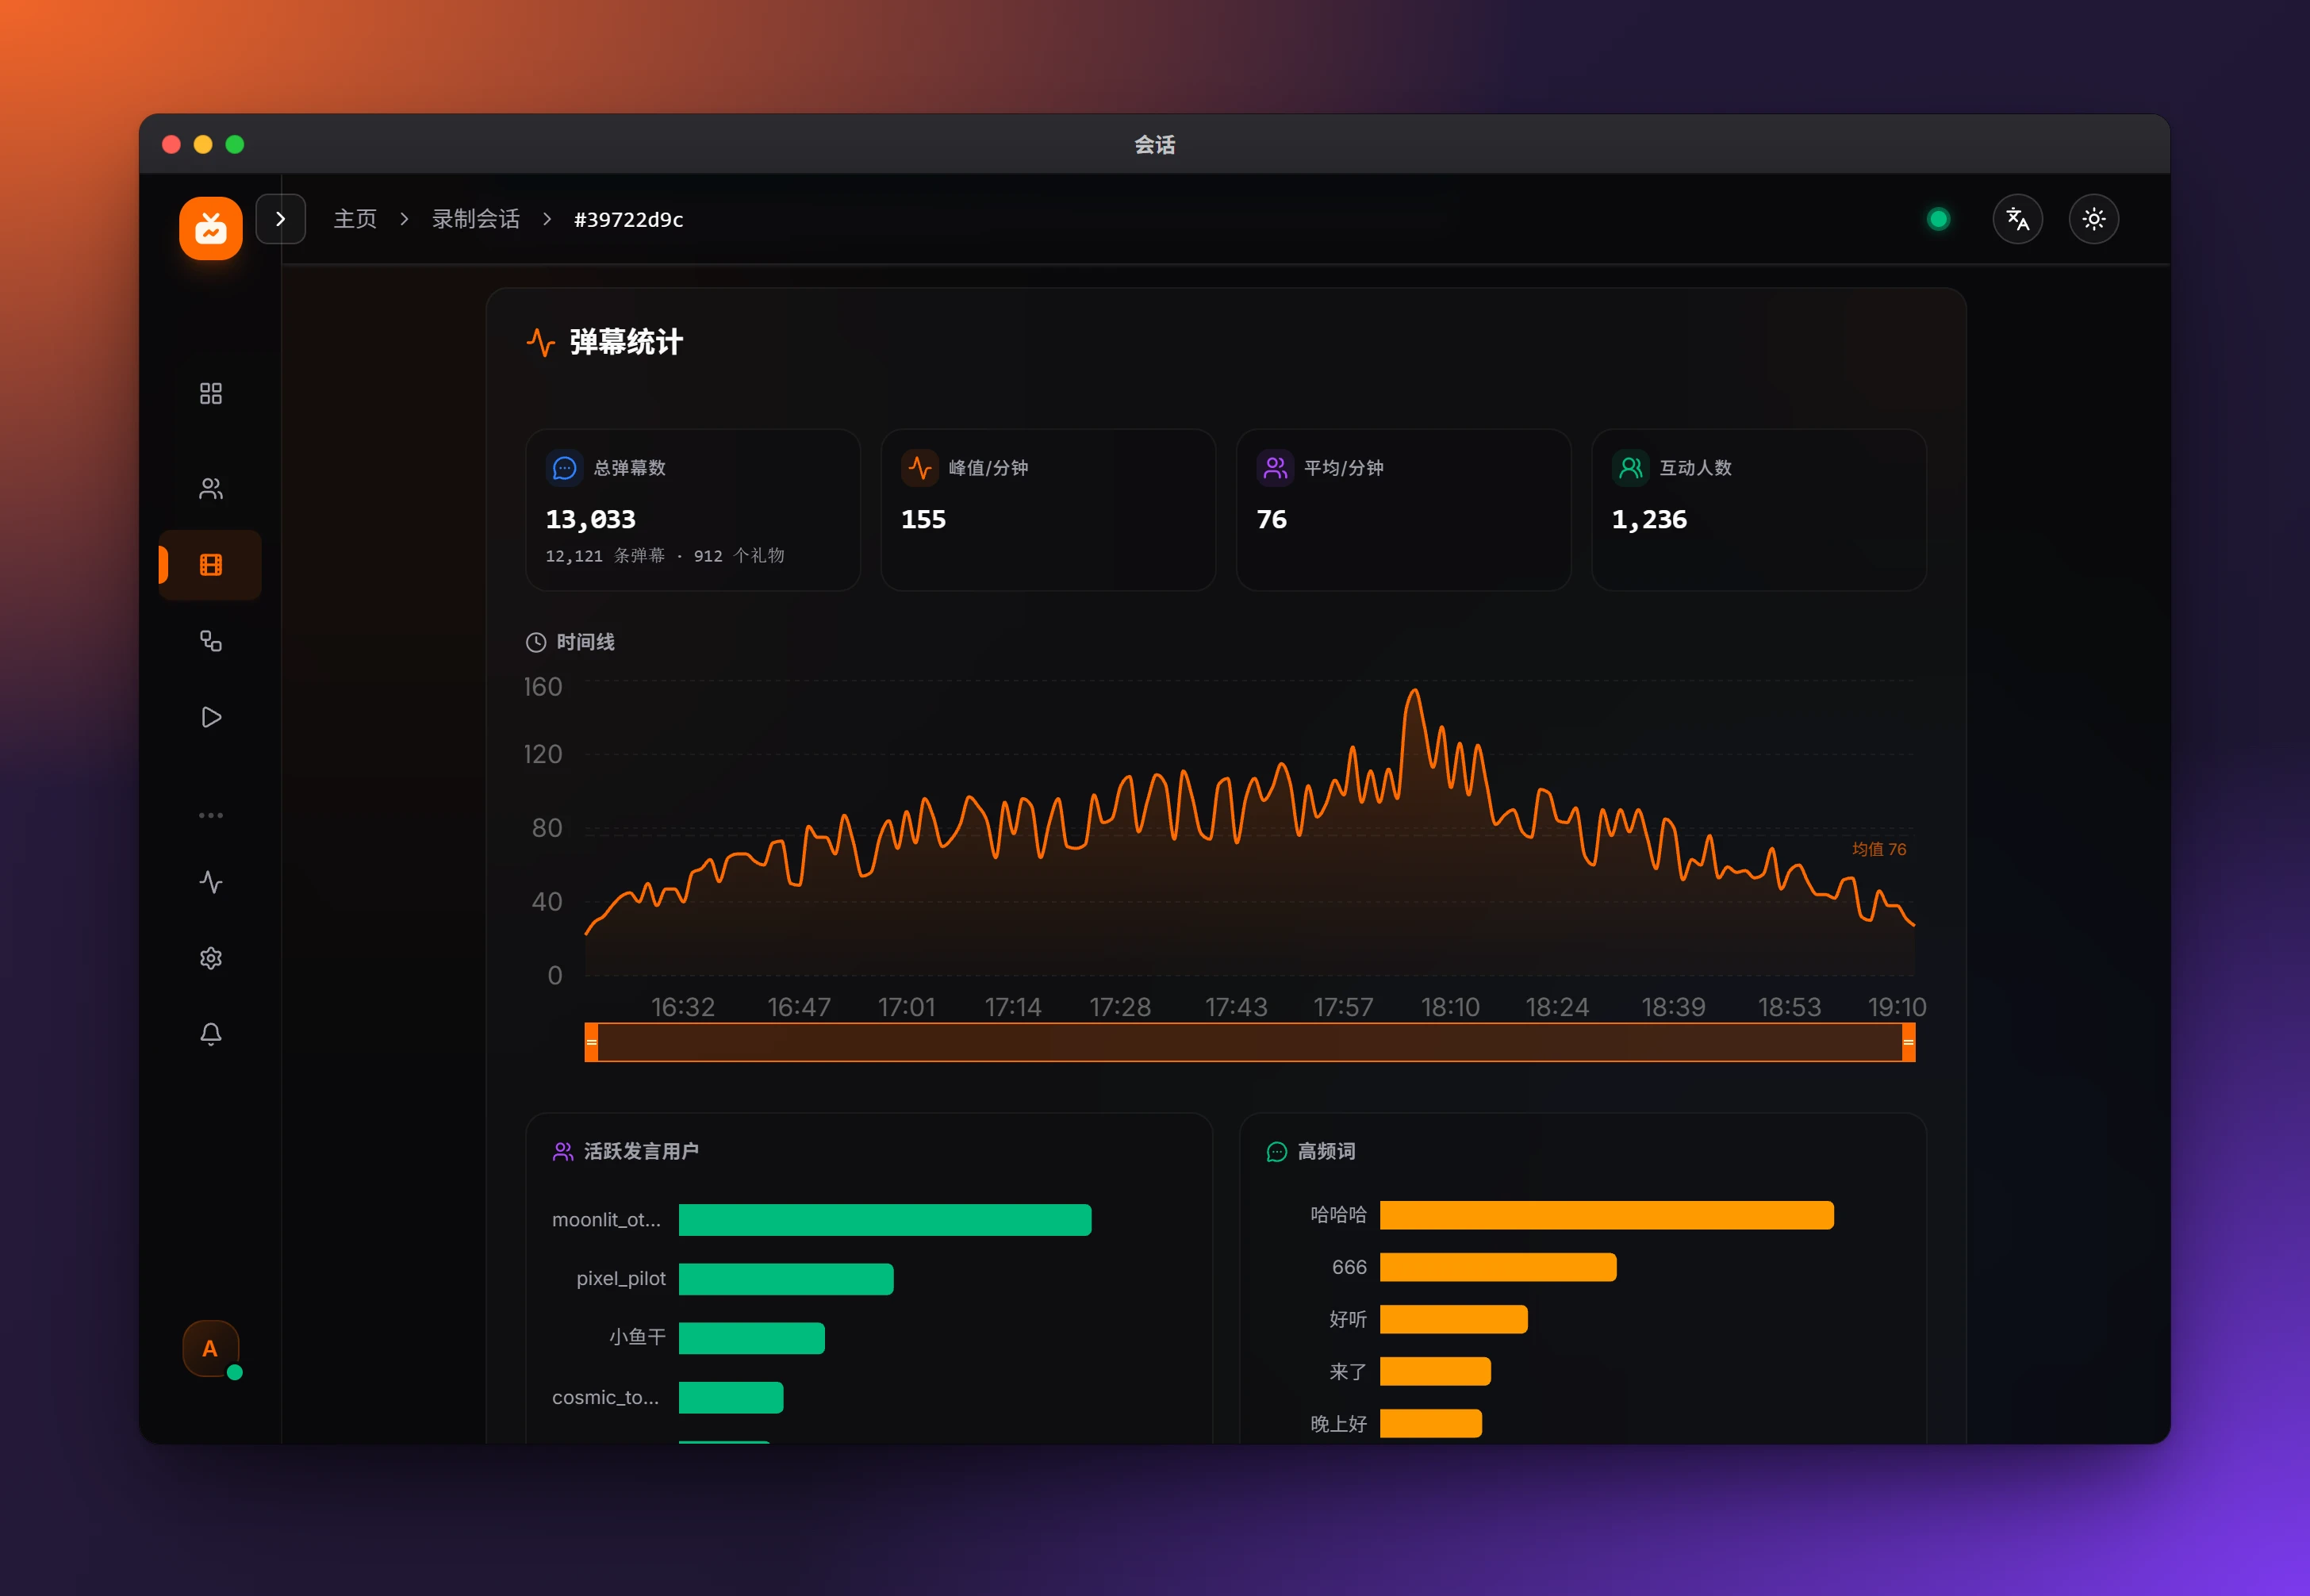 会话
主页 > 录制会话 > #39722d9c
弹幕统计
总弹幕数
13,033
12,121 条弹幕 · 912 个礼物
峰值/分钟
155
平均/分钟
76
互动人数
1,236
时间线
160
120
80
40
0
均值 76
16:32 16:47 17:01 17:14 17:28 17:43 17:57 18:10 18:24 18:39 18:53 19:10
活跃发言用户
moonlit_ot...
pixel_pilot
小鱼干
cosmic_to...
高频词
哈哈哈
666
好听
来了
晚上好
A